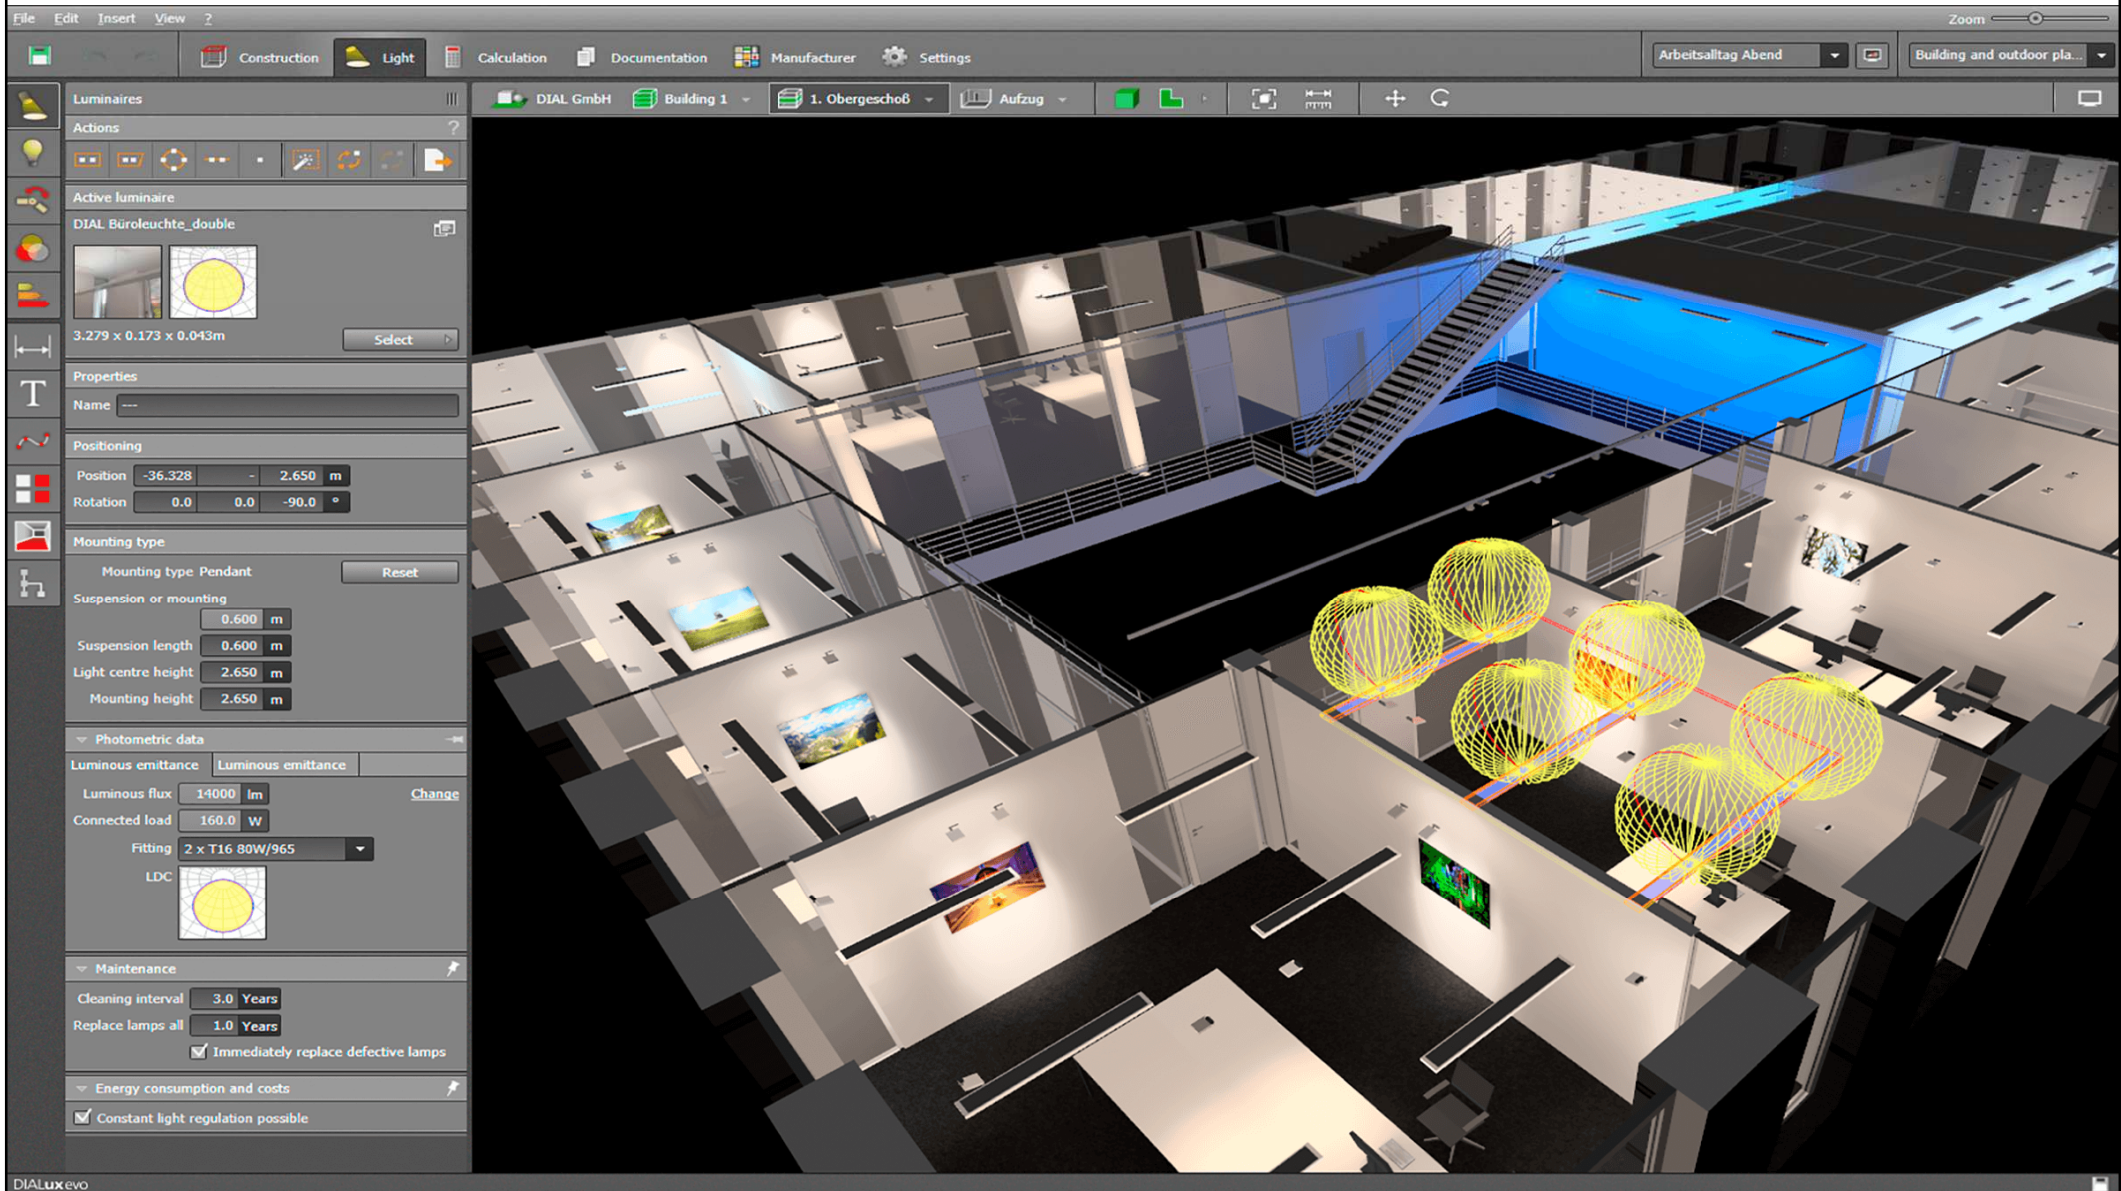 File Edit Insert View ?
Zoom
Construction Light Calculation Documentation Manufacturer Settings
Arbeitsalltag Abend
Building and outdoor pla...
Luminaires
DIAL GmbH Building 1 1. Obergeschoß Aufzug
Actions ?
Active luminaire
DIAL Büroleuchte_double
3.279 x 0.173 x 0.043m
Select
Properties
Name ---
Positioning
Position -36.328 - 2.650 m
Rotation 0.0 0.0 -90.0 °
Mounting type
Mounting type Pendant Reset
Suspension or mounting
0.600 m
Suspension length 0.600 m
Light centre height 2.650 m
Mounting height 2.650 m
Photometric data
Luminous emittance Luminous emittance
Luminous flux 14000 lm Change
Connected load 160.0 W
Fitting 2 x T16 80W/965
LDC
Maintenance
Cleaning interval 3.0 Years
Replace lamps all 1.0 Years
Immediately replace defective lamps
Energy consumption and costs
Constant light regulation possible
DIALux evo